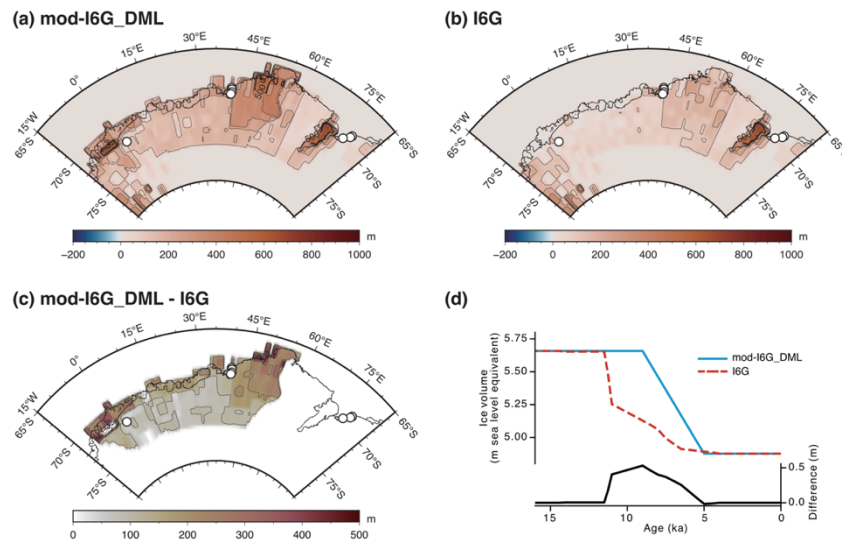 (a) mod-I6G_DML
15°W
0°
15°E
30°E
45°E
60°E
75°E
65°S
70°S
75°S
65°S
70°S
75°S
500
−200 0 200 400 600 800 1000 m
(b) I6G
15°W
0°
15°E
30°E
45°E
60°E
75°E
65°S
70°S
75°S
65°S
70°S
75°S
−200 0 200 400 600 800 1000 m
(c) mod-I6G_DML - I6G
15°W
0°
15°E
30°E
45°E
60°E
75°E
65°S
70°S
75°S
65°S
70°S
75°S
0 100 200 300 400 500 m
(d)
Ice volume
(m sea level equivalent)
5.75
5.50
5.25
5.00
mod-I6G_DML
I6G
0.5
0.0
Difference (m)
15 10 5 0
Age (ka)